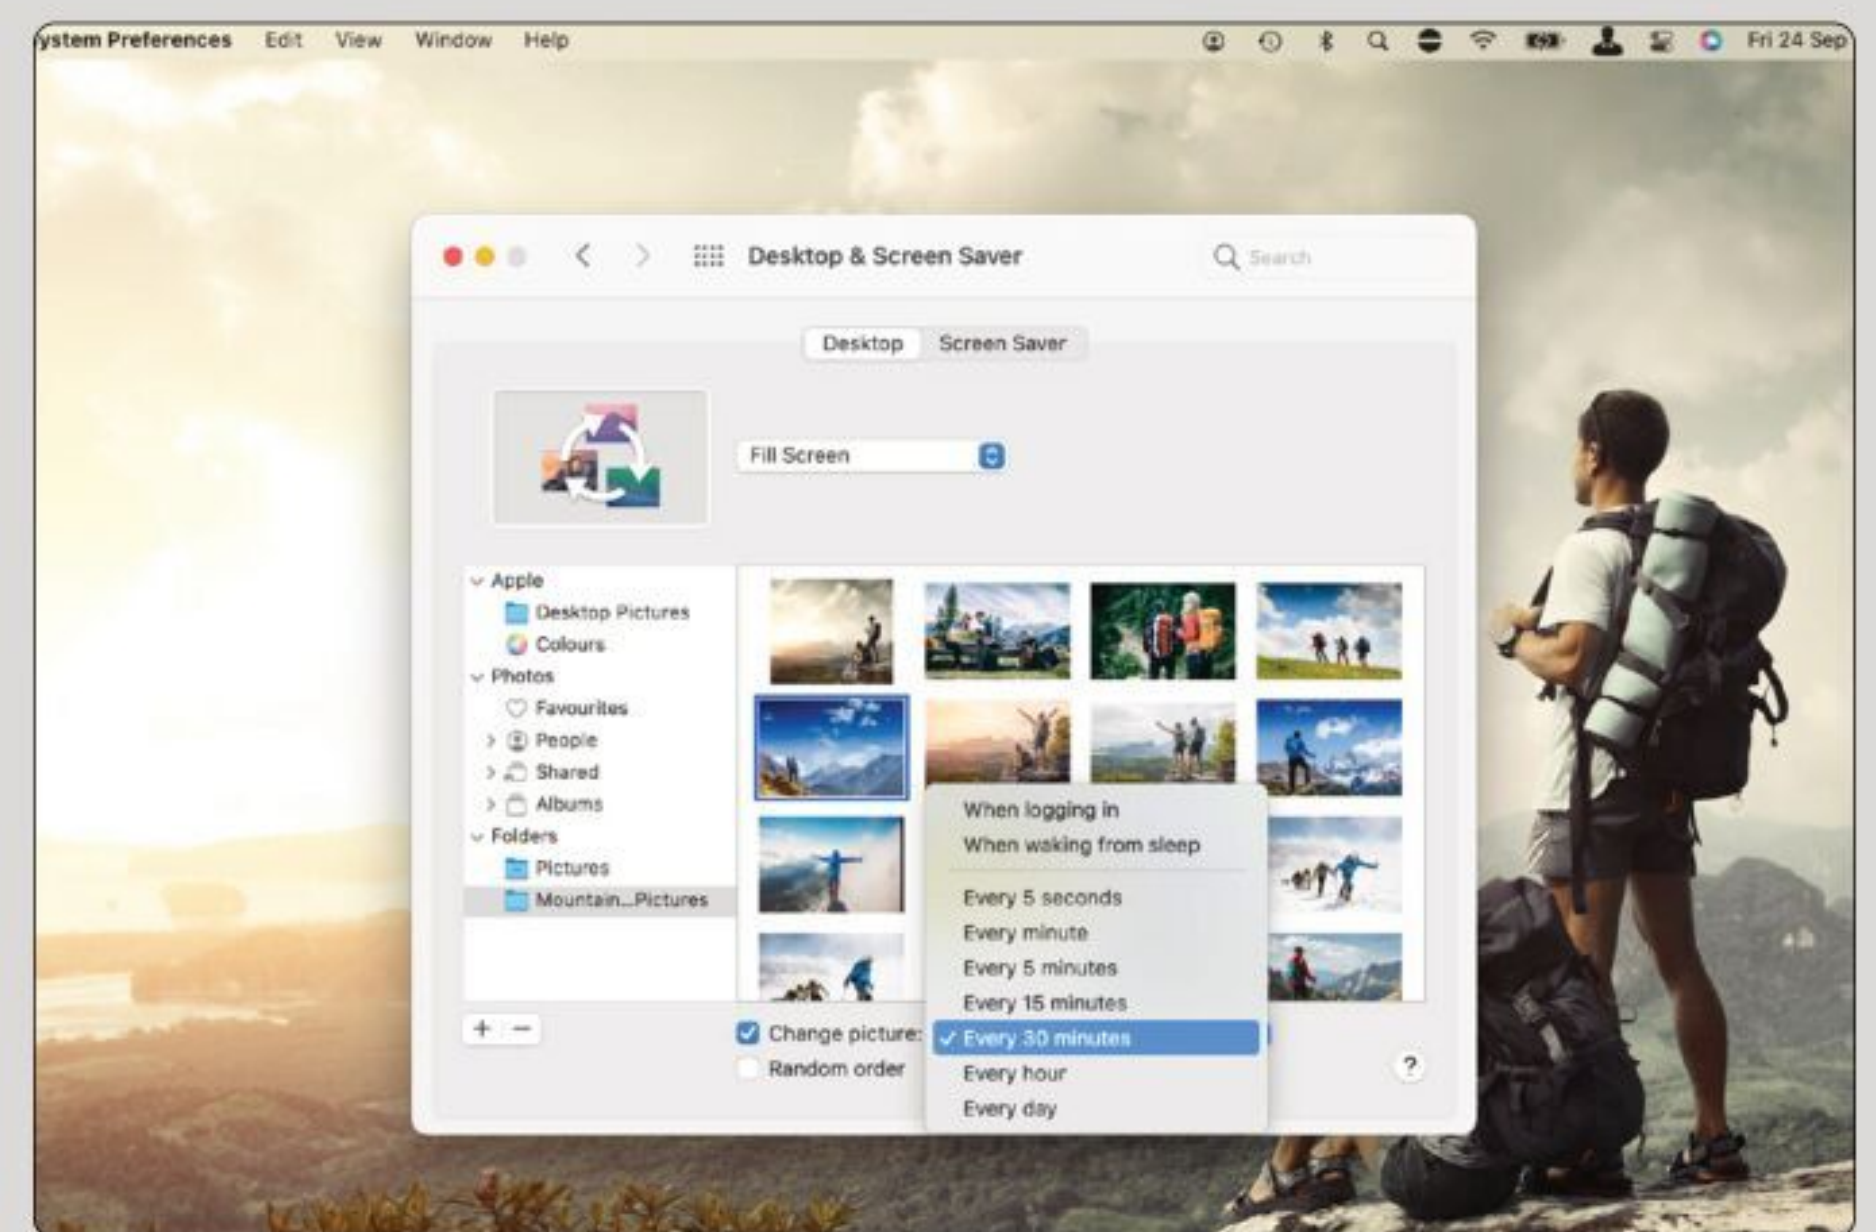 ystem Preferences Edit View Window Help Fri 24 Sep
Desktop & Screen Saver Search
Desktop Screen Saver
Fill Screen
Apple
Desktop Pictures
Colours
Photos
Favourites
People
Shared
Albums
Folders
Pictures
Mountain...Pictures
When logging in
When waking from sleep
Every 5 seconds
Every minute
Every 5 minutes
Every 15 minutes
Change picture: ✓ Every 30 minutes
Random order
Every hour
Every day
?